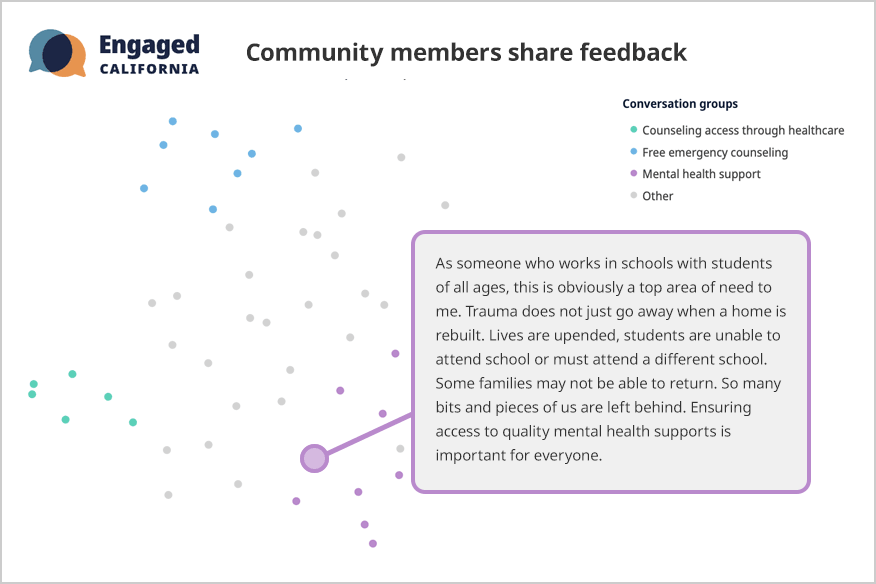 Engaged
CALIFORNIA
Community members share feedback
Conversation groups
Counseling access through healthcare
Free emergency counseling
Mental health support
Other
As someone who works in schools with students
of all ages, this is obviously a top area of need to
me. Trauma does not just go away when a home is
rebuilt. Lives are upended, students are unable to
attend school or must attend a different school.
Some families may not be able to return. So many
bits and pieces of us are left behind. Ensuring
access to quality mental health supports is
important for everyone.